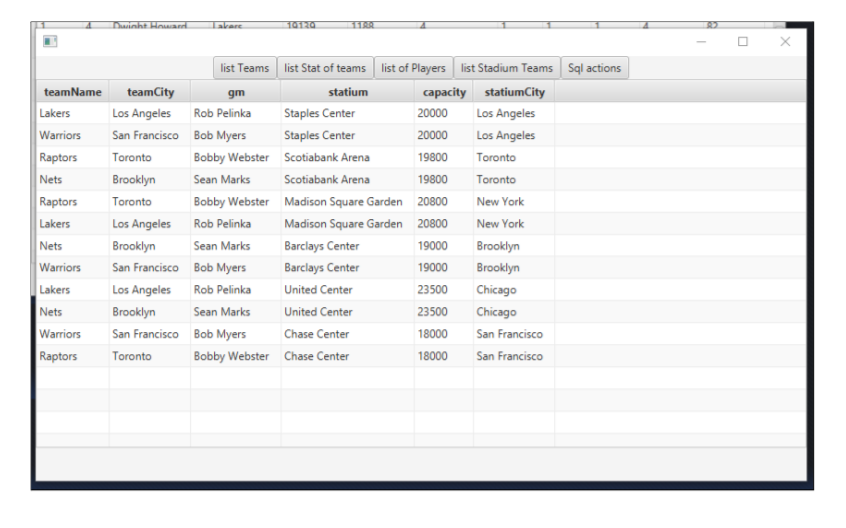 1 4 Dwight Howard Lakers 19139 1188 4 1 1 1 4 82
list Teams list Stat of teams list of Players list Stadium Teams Sql actions
teamName teamCity gm statium capacity statiumCity
Lakers Los Angeles Rob Pelinka Staples Center 20000 Los Angeles
Warriors San Francisco Bob Myers Staples Center 20000 Los Angeles
Raptors Toronto Bobby Webster Scotiabank Arena 19800 Toronto
Nets Brooklyn Sean Marks Scotiabank Arena 19800 Toronto
Raptors Toronto Bobby Webster Madison Square Garden 20800 New York
Lakers Los Angeles Rob Pelinka Madison Square Garden 20800 New York
Nets Brooklyn Sean Marks Barclays Center 19000 Brooklyn
Warriors San Francisco Bob Myers Barclays Center 19000 Brooklyn
Lakers Los Angeles Rob Pelinka United Center 23500 Chicago
Nets Brooklyn Sean Marks United Center 23500 Chicago
Warriors San Francisco Bob Myers Chase Center 18000 San Francisco
Raptors Toronto Bobby Webster Chase Center 18000 San Francisco